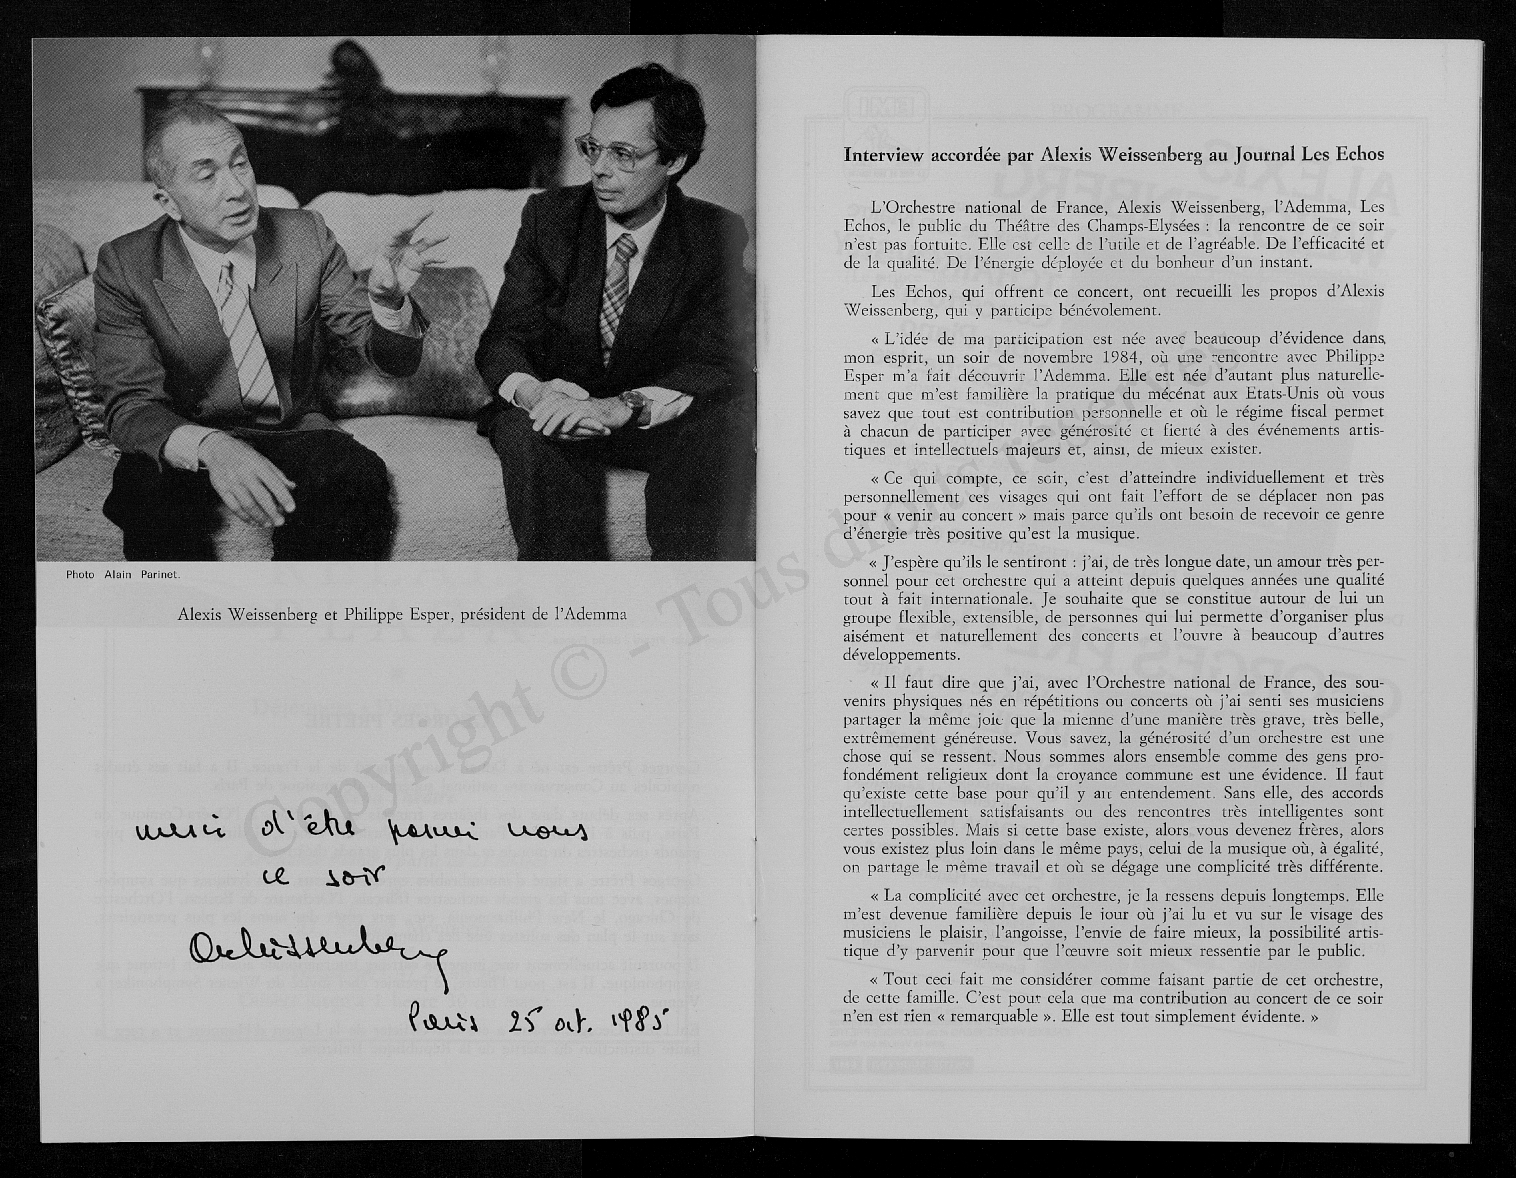 Photo Alain Parinet.
Alexis Weissenberg et Philippe Esper, président de l'Ademma
merci d'être parmi nous
ce soir
AWeissenberg
Paris 25 oct. 1985
Interview accordée par Alexis Weissenberg au Journal Les Echos
L'Orchestre national de France, Alexis Weissenberg, l'Ademma, Les
Echos, le public du Théâtre des Champs-Elysées : la rencontre de ce soir
n'est pas fortuite. Elle est celle de l'utile et de l'agréable. De l'efficacité et
de la qualité. De l'énergie déployée et du bonheur d'un instant.
Les Echos, qui offrent ce concert, ont recueilli les propos d'Alexis
Weissenberg, qui y participe bénévolement.
« L'idée de ma participation est née avec beaucoup d'évidence dans
mon esprit, un soir de novembre 1984, où une rencontre avec Philippe
Esper m'a fait découvrir l'Ademma. Elle est née d'autant plus naturelle-
ment que m'est familière la pratique du mécénat aux Etats-Unis où vous
savez que tout est contribution personnelle et où le régime fiscal permet
à chacun de participer avec générosité et fierté à des événements artis-
tiques et intellectuels majeurs et, ainsi, de mieux exister.
« Ce qui compte, ce soir, c'est d'atteindre individuellement et très
personnellement ces visages qui ont fait l'effort de se déplacer non pas
pour « venir au concert » mais parce qu'ils ont besoin de recevoir ce genre
d'énergie très positive qu'est la musique.
« J'espère qu'ils le sentiront : j'ai, de très longue date, un amour très per-
sonnel pour cet orchestre qui a atteint depuis quelques années une qualité
tout à fait internationale. Je souhaite que se constitue autour de lui un
groupe flexible, extensible, de personnes qui lui permette d'organiser plus
aisément et naturellement des concerts et l'ouvre à beaucoup d'autres
développements.
« Il faut dire que j'ai, avec l'Orchestre national de France, des sou-
venirs physiques nés en répétitions ou concerts où j'ai senti ses musiciens
partager la même joie que la mienne d'une manière très grave, très belle,
extrêmement généreuse. Vous savez, la générosité d'un orchestre est une
chose qui se ressent. Nous sommes alors ensemble comme des gens pro-
fondément religieux dont la croyance commune est une évidence. Il faut
qu'existe cette base pour qu'il y ait entendement. Sans elle, des accords
intellectuellement satisfaisants ou des rencontres très intelligentes sont
certes possibles. Mais si cette base existe, alors vous devenez frères, alors
vous existez plus loin dans le même pays, celui de la musique où, à égalité,
on partage le même travail et où se dégage une complicité très différente.
« La complicité avec cet orchestre, je la ressens depuis longtemps. Elle
m'est devenue familière depuis le jour où j'ai lu et vu sur le visage des
musiciens le plaisir, l'angoisse, l'envie de faire mieux, la possibilité artis-
tique d'y parvenir pour que l'œuvre soit mieux ressentie par le public.
« Tout ceci fait me considérer comme faisant partie de cet orchestre,
de cette famille. C'est pour cela que ma contribution au concert de ce soir
n'en est rien « remarquable ». Elle est tout simplement évidente. »
Copyright © - Tous droits réservés